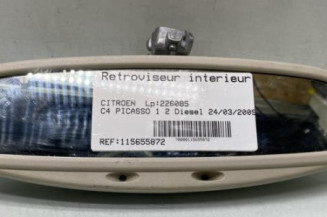 Retroviseur interieur
CITROEN Lp:226085
C4 PICASSO 1 2 Diesel 24/03/2009
REF:115655872